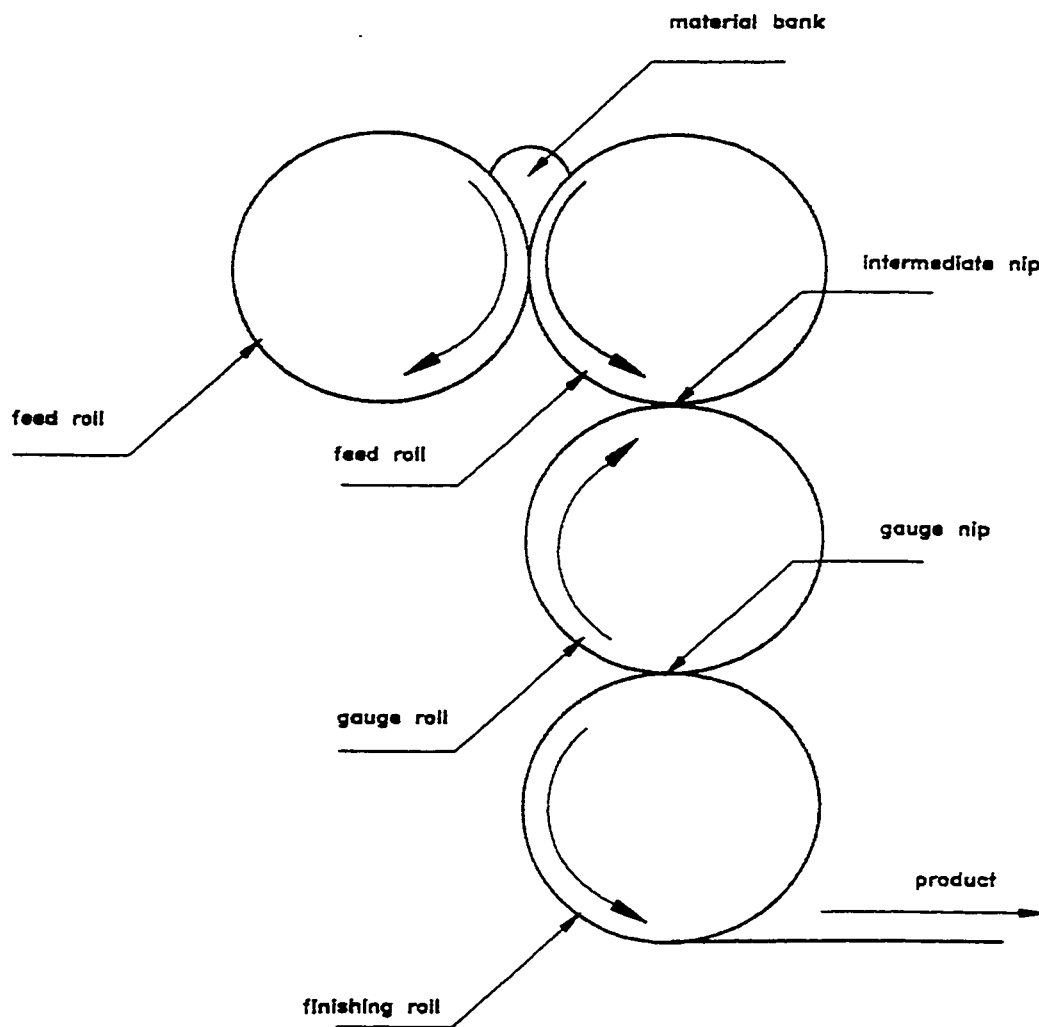 material bank
intermediate nip
feed roll
feed roll
gauge nip
gauge roll
product
finishing roll